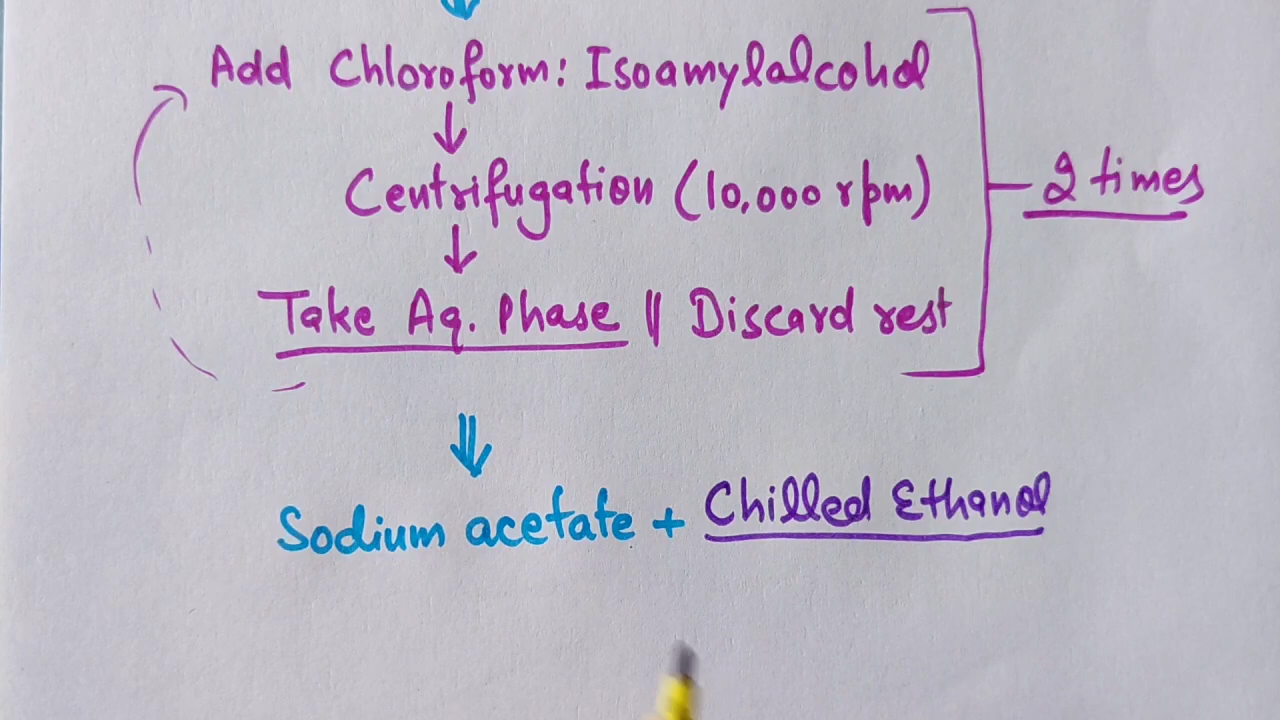 Add Chloroform: Isoamylalcohol
Centrifugation (10,000 rpm)
2 times
Take Aq. Phase || Discard rest
Sodium acetate + Chilled Ethanol